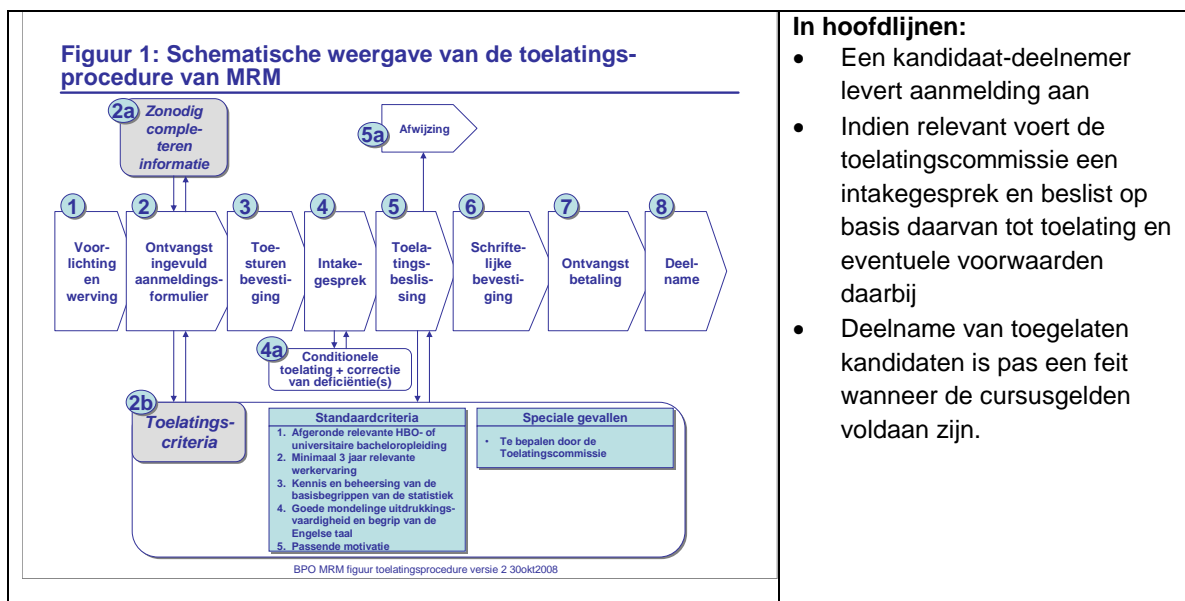 Figuur 1: Schematische weergave van de toelatings-
procedure van MRM
2a
Zonodig
comple-
teren
informatie
5a
Afwijzing
1
Voor-
lichting
en
werving
2
Ontvangst
ingevuld
aanmeldings-
formulier
3
Toe-
sturen
bevesti-
ging
4
Intake-
gesprek
5
Toela-
tings-
beslis-
sing
6
Schrifte-
lijke
bevesti-
ging
7
Ontvangst
betaling
8
Deel-
name
4a
Conditionele
toelating + correctie
van deficiëntie(s)
2b
Toelatings-
criteria
Standaardcriteria
1. Afgeronde relevante HBO- of
universitaire bacheloropleiding
2. Minimaal 3 jaar relevante
werkervaring
3. Kennis en beheersing van de
basisbegrippen van de statistiek
4. Goede mondelinge uitdrukkings-
vaardigheid en begrip van de
Engelse taal
5. Passende motivatie
Speciale gevallen
• Te bepalen door de
Toelatingscommissie
BPO MRM figuur toelatingsprocedure versie 2 30okt2008
In hoofdlijnen:
• Een kandidaat-deelnemer
levert aanmelding aan
• Indien relevant voert de
toelatingscommissie een
intakegesprek en beslist op
basis daarvan tot toelating en
eventuele voorwaarden
daarbij
• Deelname van toegelaten
kandidaten is pas een feit
wanneer de cursusgelden
voldaan zijn.